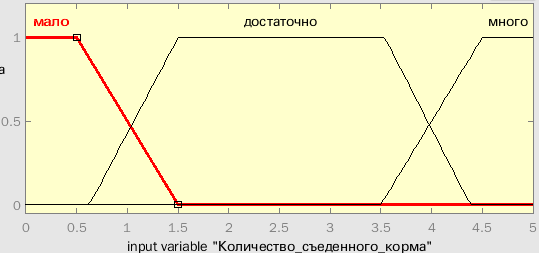 мало достаточно много
1
а
0.5
0
0 0.5 1 1.5 2 2.5 3 3.5 4 4.5 5
input variable "Количество_съеденного_корма"